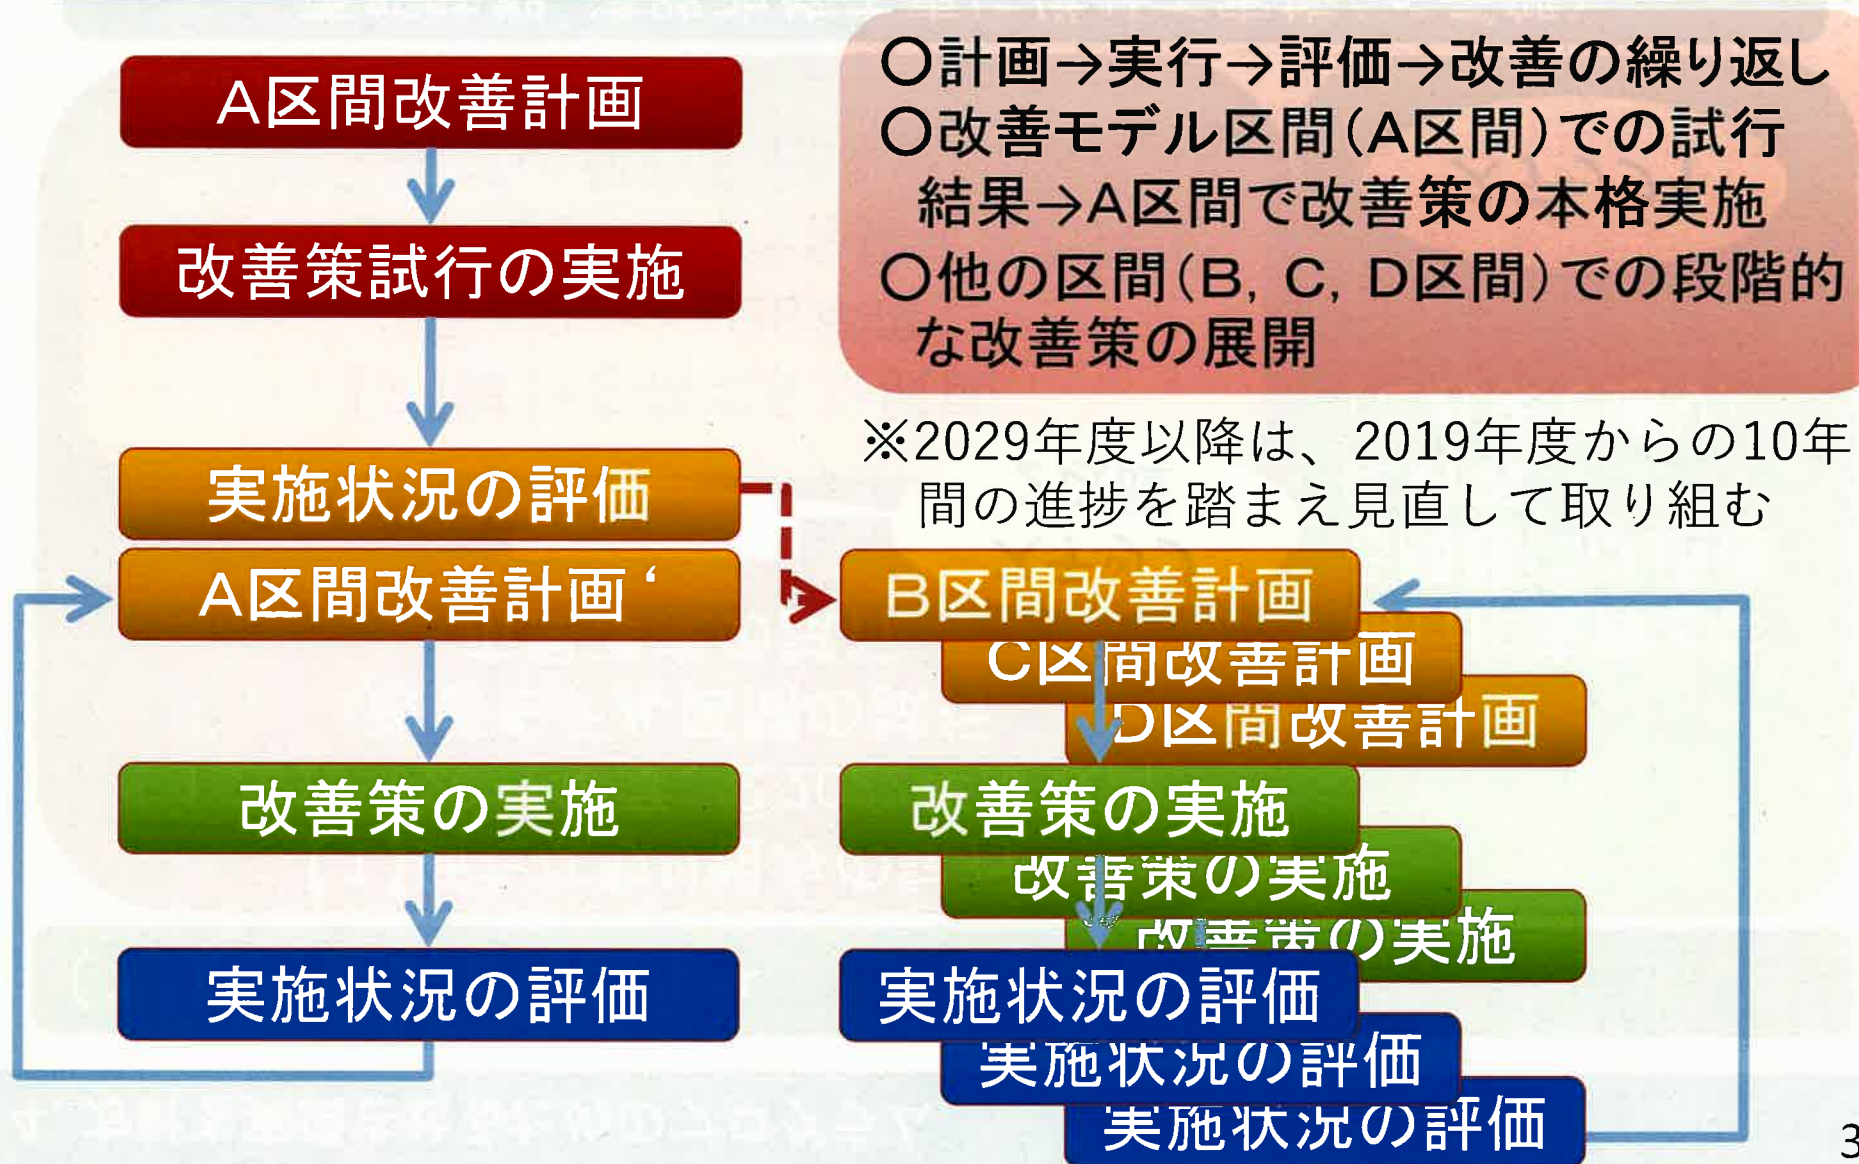 A区間改善計画
改善策試行の実施
実施状況の評価
A区間改善計画‘
改善策の実施
実施状況の評価
〇計画→実行→評価→改善の繰り返し
〇改善モデル区間(A区間)での試行
結果→A区間で改善策の本格実施
〇他の区間(B, C, D区間)での段階的
な改善策の展開
※2029年度以降は、2019年度からの10年
間の進捗を踏まえ見直して取り組む
B区間改善計画
C区間改善計画
D区間改善計画
改善策の実施
改善策の実施
改善策の実施
実施状況の評価
実施状況の評価
実施状況の評価
3